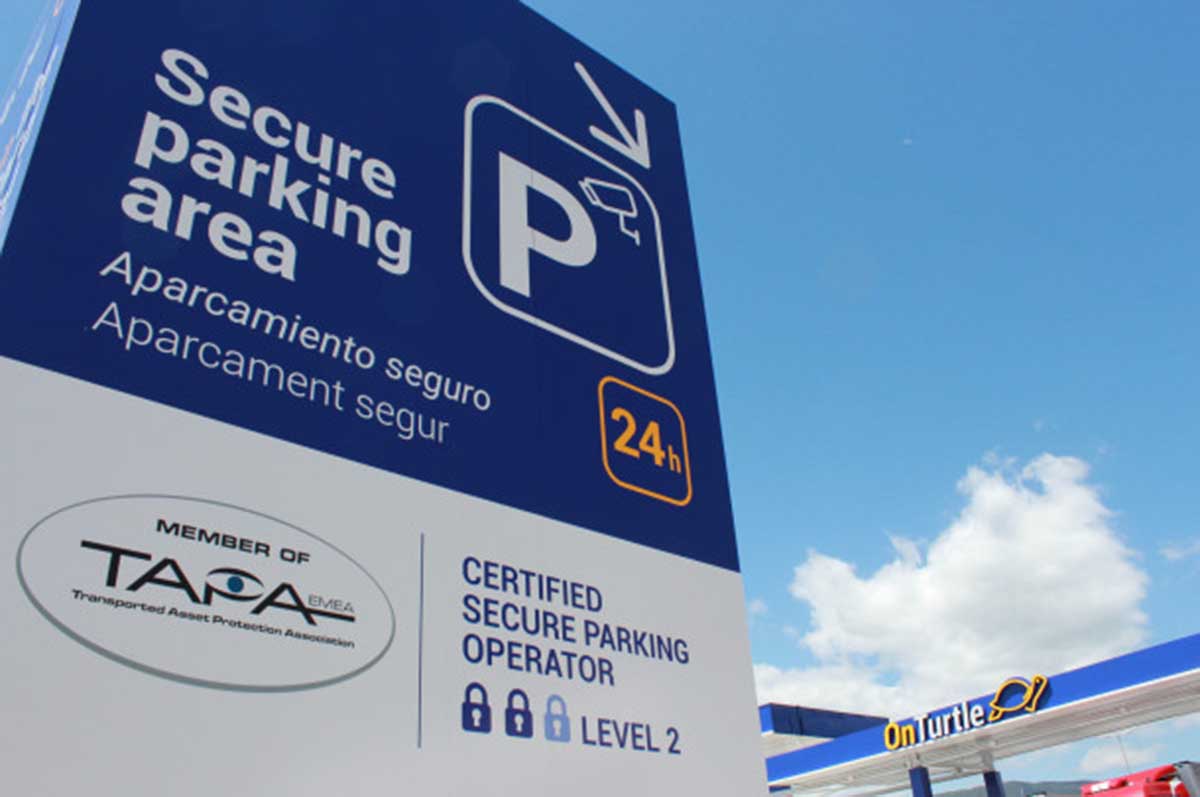 Secure
parking
area
Aparcamiento seguro
Aparcament segur
P
24h
MEMBER OF
TAPA EMEA
Transported Asset Protection Association
CERTIFIED
SECURE PARKING
OPERATOR
LEVEL 2
OnTurtle